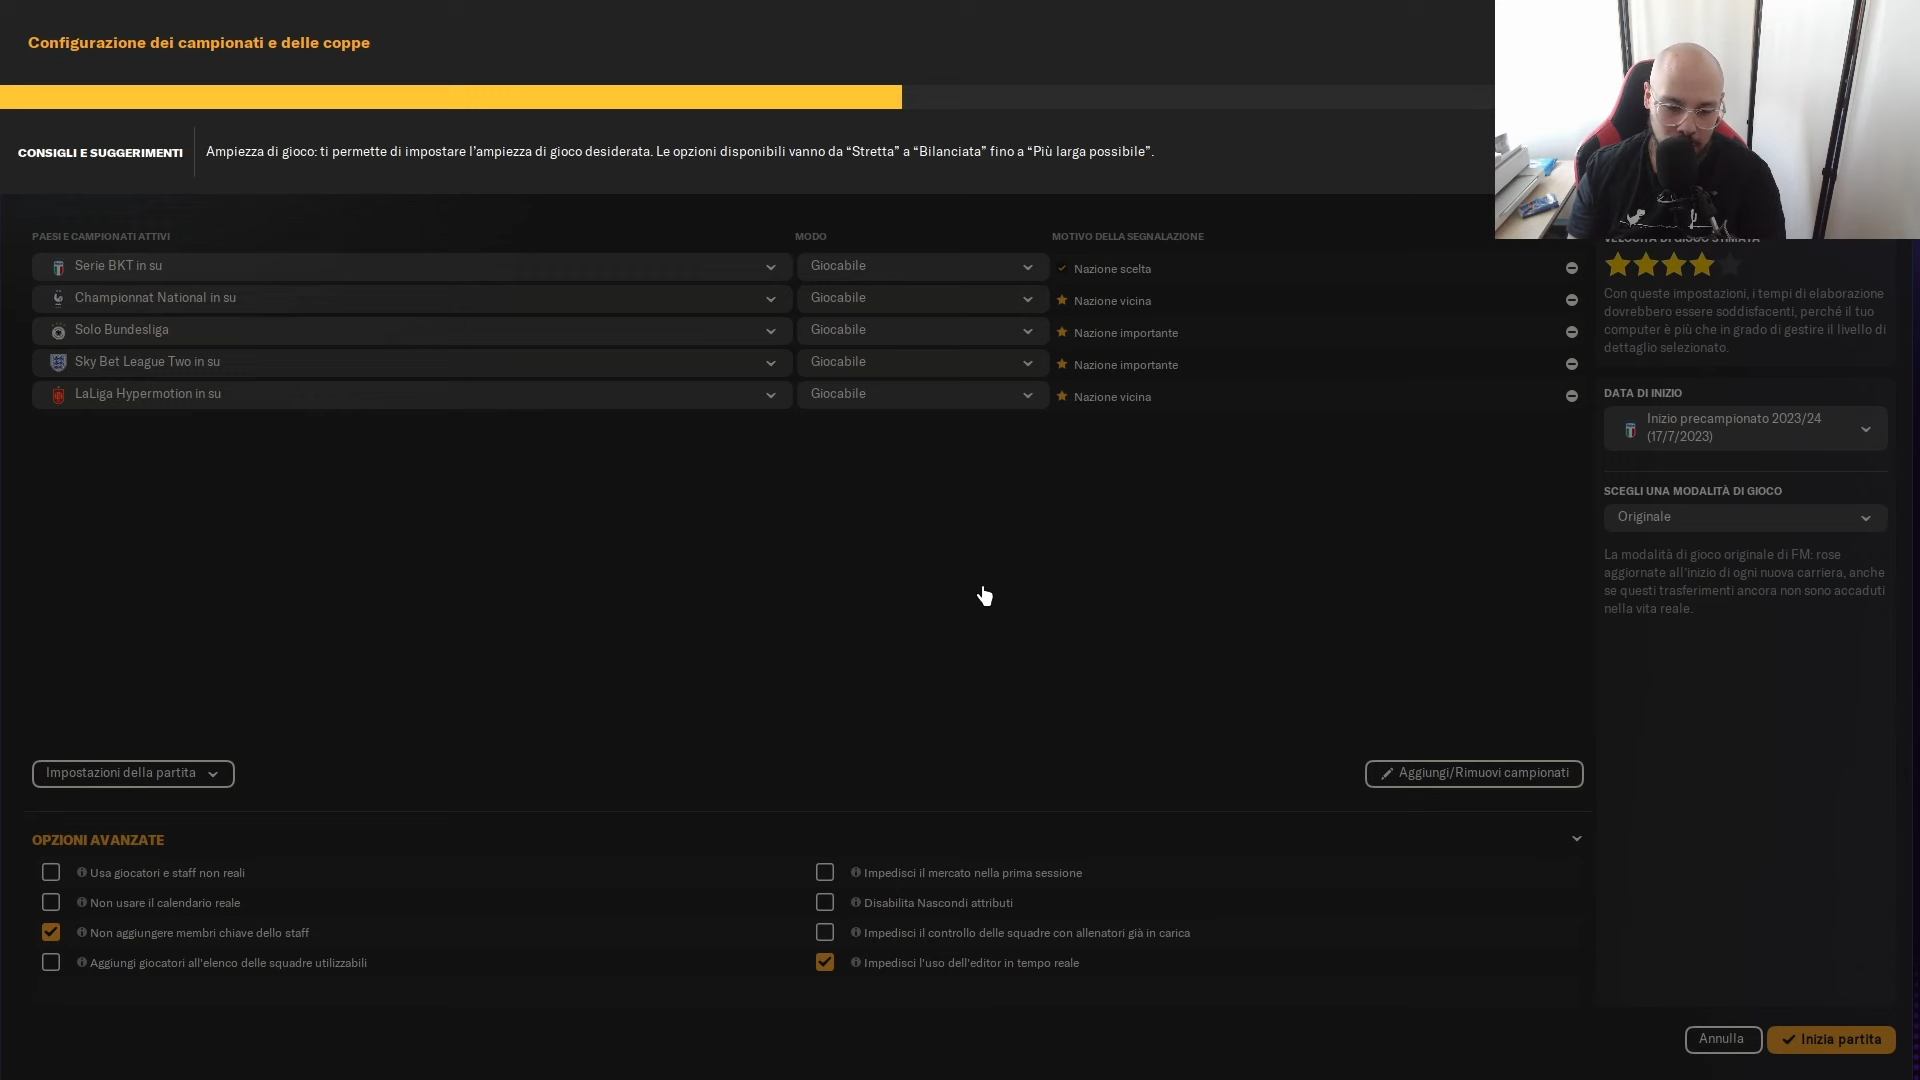 Configurazione dei campionati e delle coppe
CONSIGLI E SUGGERIMENTI
Ampiezza di gioco: ti permette di impostare l'ampiezza di gioco desiderata. Le opzioni disponibili vanno da “Stretta” a “Bilanciata” fino a “Più larga possibile”.
PAESI E CAMPIONATI ATTIVI MODO MOTIVO DELLA SEGNALAZIONE
Serie BKT in su Giocabile Nazione scelta
Championnat National in su Giocabile Nazione vicina
Solo Bundesliga Giocabile Nazione importante
Sky Bet League Two in su Giocabile Nazione importante
LaLiga Hypermotion in su Giocabile Nazione vicina
Impostazioni della partita
Aggiungi/Rimuovi campionati
OPZIONI AVANZATE
Usa giocatori e staff non reali
Non usare il calendario reale
Non aggiungere membri chiave dello staff
Aggiungi giocatori all'elenco delle squadre utilizzabili
Impedisci il mercato nella prima sessione
Disabilita Nascondi attributi
Impedisci il controllo delle squadre con allenatori già in carica
Impedisci l'uso dell'editor in tempo reale
VELOCITÀ DI GIOCO STIMATA
Con queste impostazioni, i tempi di elaborazione
dovrebbero essere soddisfacenti, perché il tuo
computer è più che in grado di gestire il livello di
dettaglio selezionato.
DATA DI INIZIO
Inizio precampionato 2023/24
(17/7/2023)
SCEGLI UNA MODALITÀ DI GIOCO
Originale
La modalità di gioco originale di FM: rose
aggiornate all'inizio di ogni nuova carriera, anche
se questi trasferimenti ancora non sono accaduti
nella vita reale.
Annulla
Inizia partita